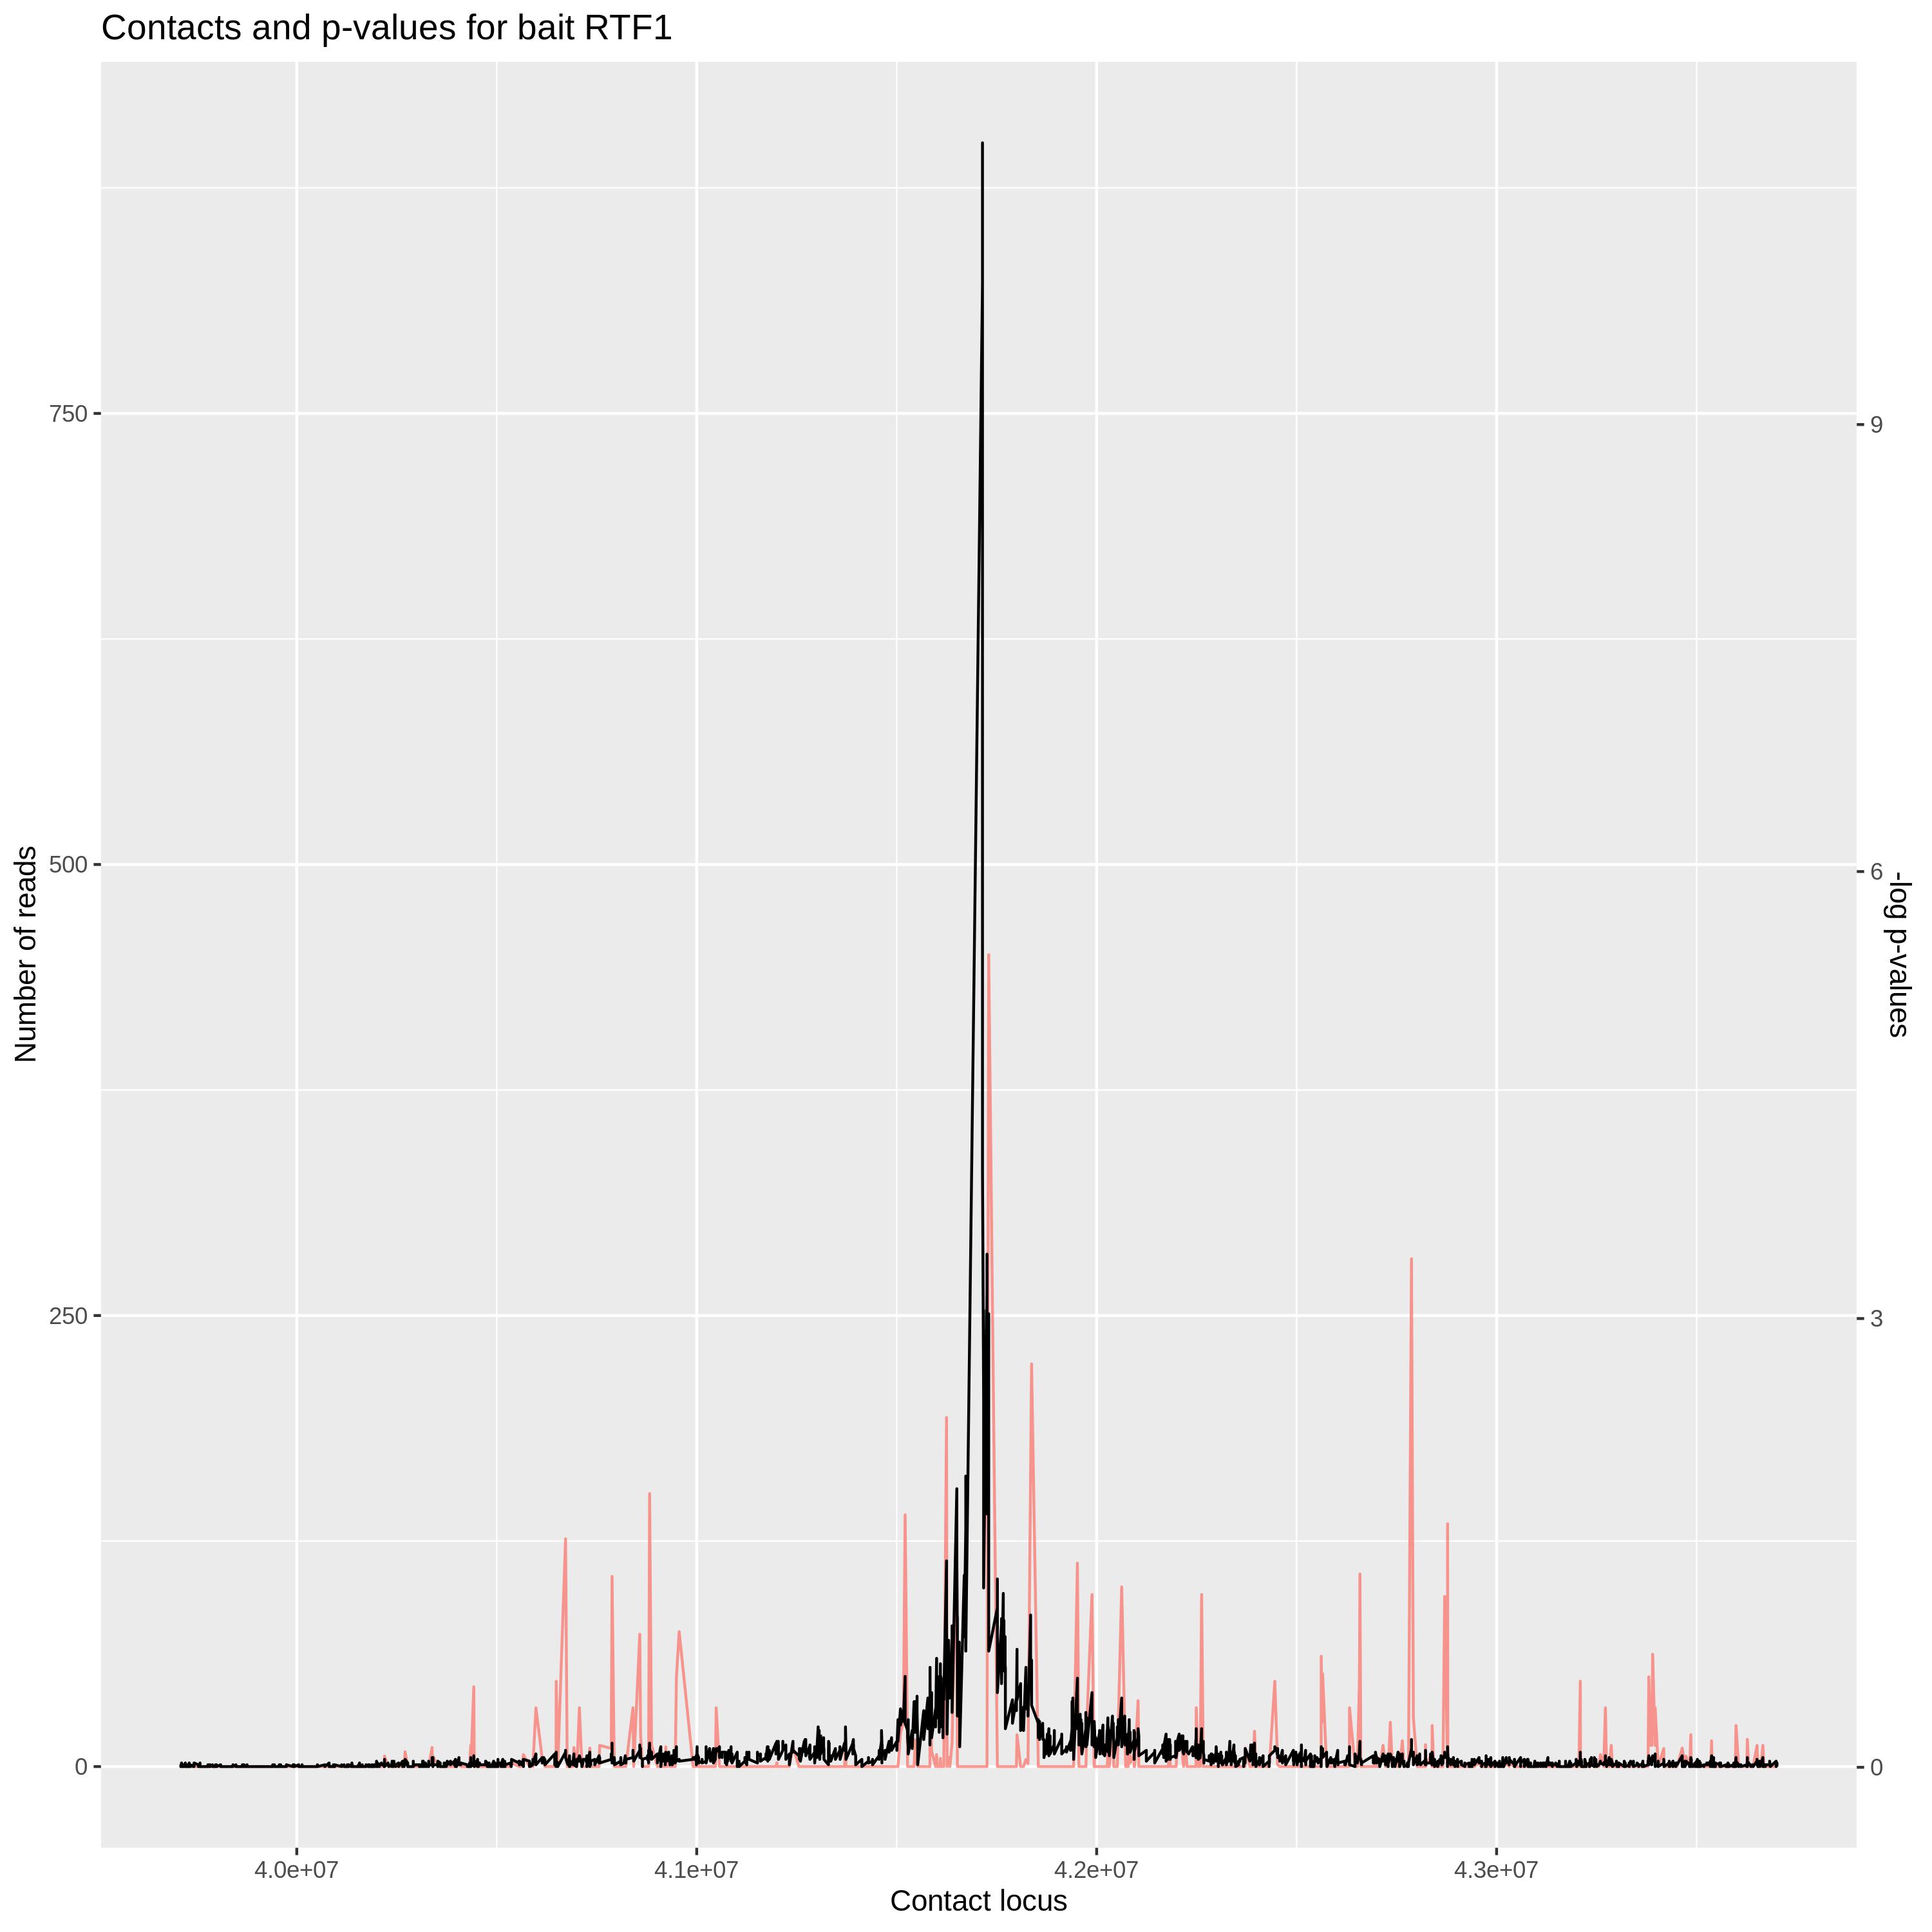 Contacts and p-values for bait RTF1
750
500
250
0
9
6
3
0
Number of reads
-log p-values
4.0e+07
4.1e+07
4.2e+07
4.3e+07
Contact locus